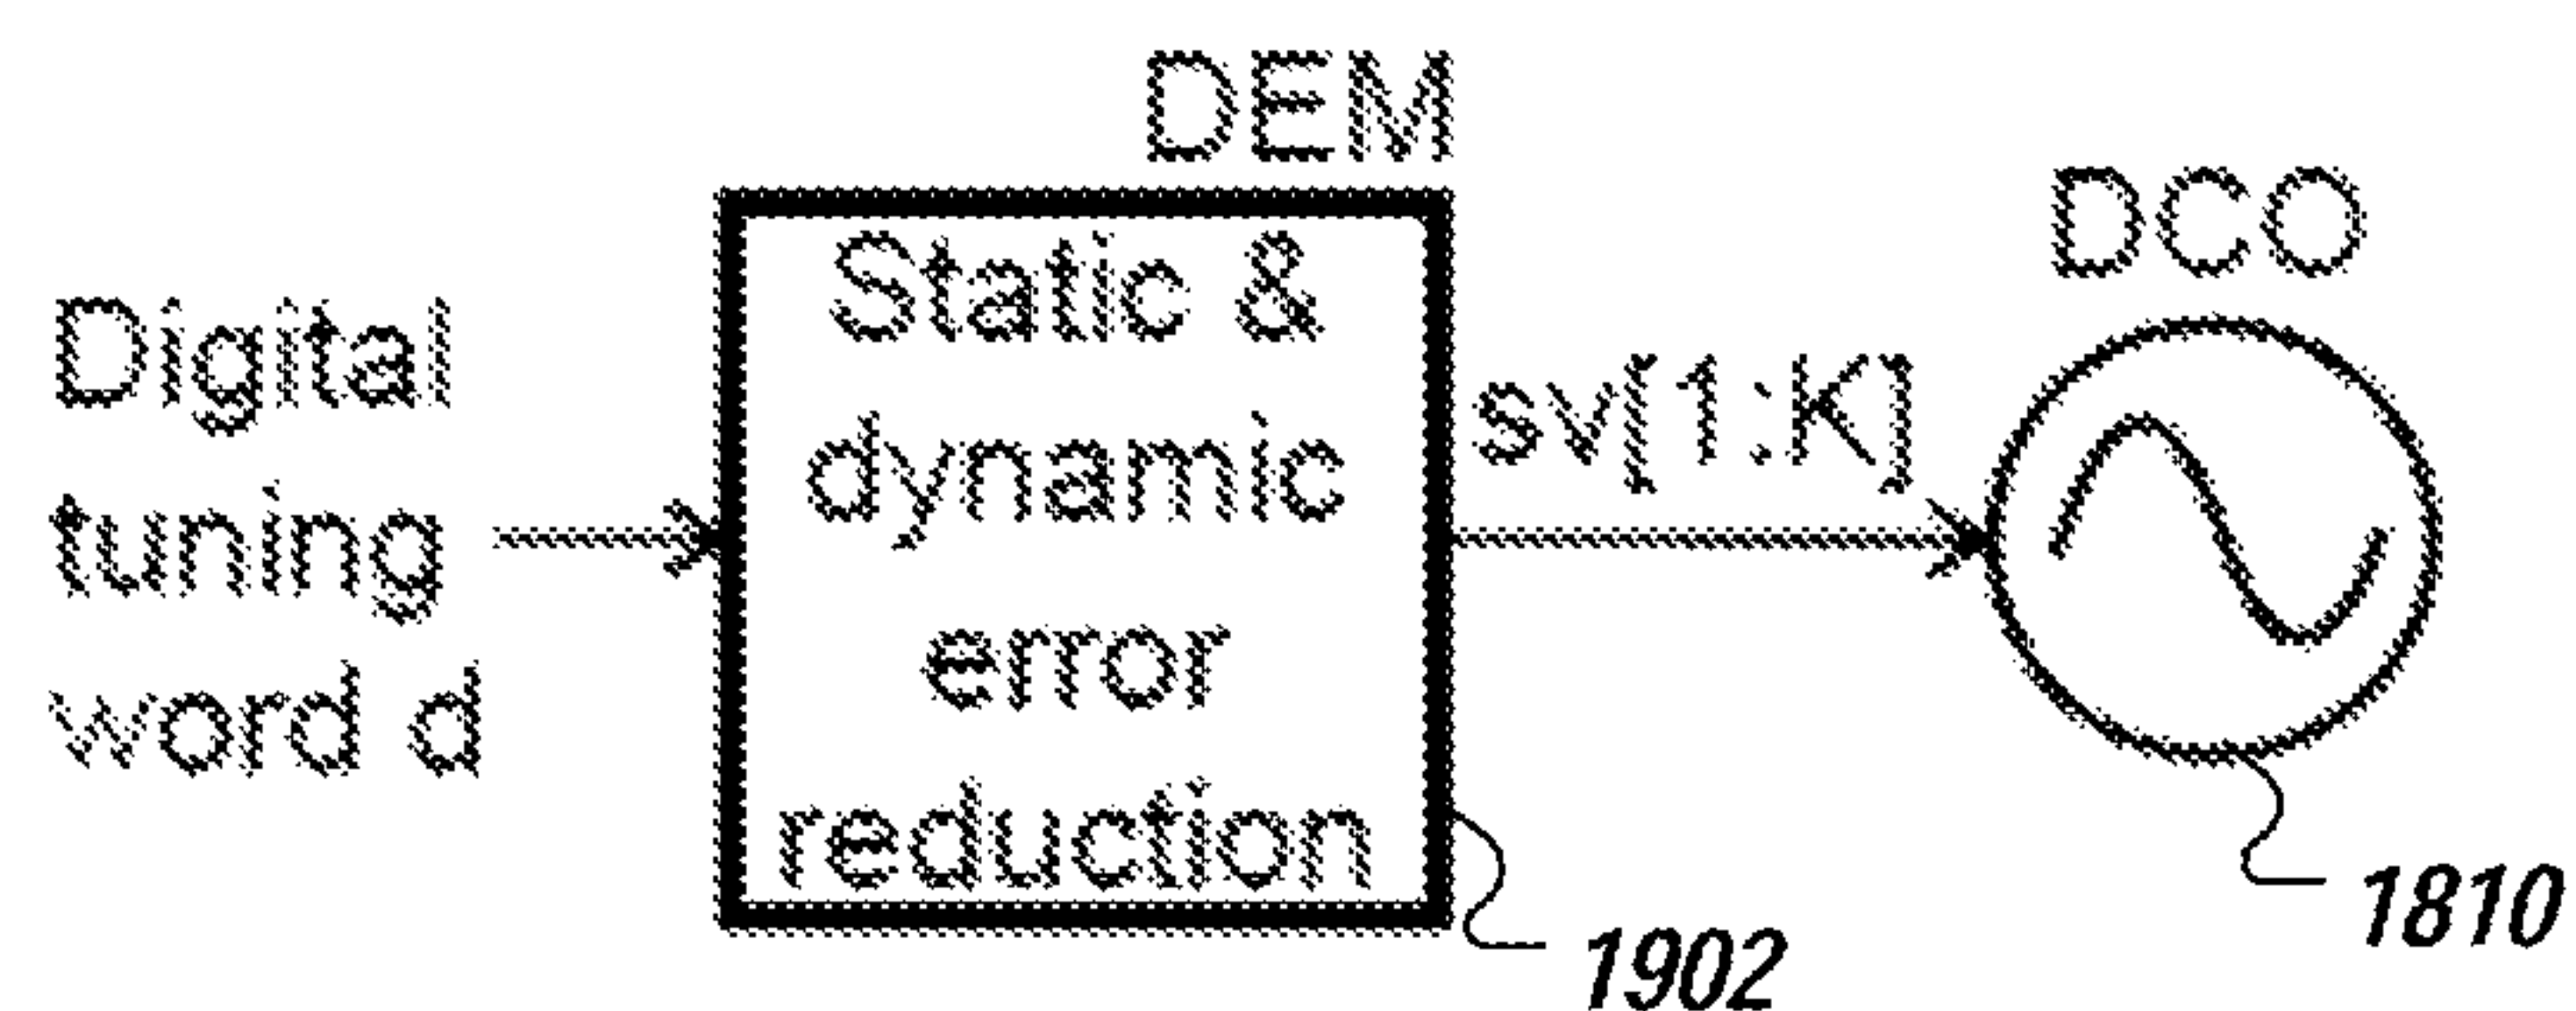 DEM
Digital
tuning
word d
Static &
dynamic
error
reduction
sv[1:K]
DCO
1902
1810